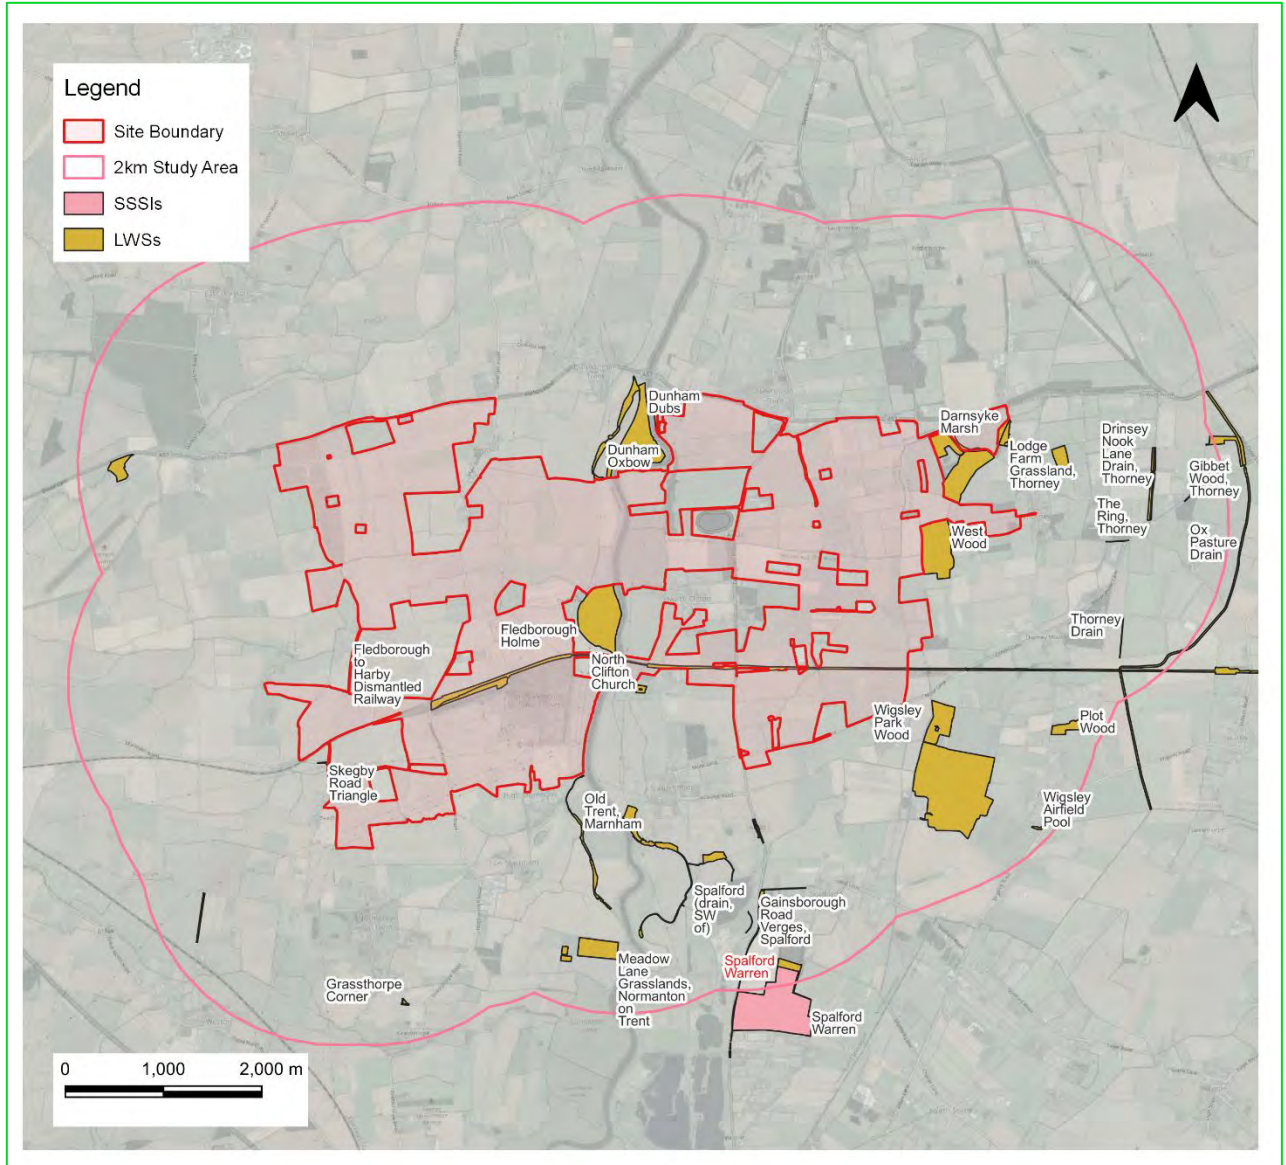 Legend
Site Boundary
2km Study Area
SSSIs
LWSs
Dunham
Dubs
Dunham
Oxbow
Darnsyke
Marsh
Lodge
Farm
Grassland,
Thorney
Drinsey
Nook
Lane
Drain,
Thorney
Gibbet
Wood,
Thorney
The
Ring,
Thorney
Ox
Pasture
Drain
West
Wood
Thorney
Drain
Fledborough
Holme
Fledborough
to
Harby
Dismantled
Railway
North
Clifton
Church
Wigsley
Park
Wood
Plot
Wood
Skegby
Road
Triangle
Old
Trent,
Marnham
Wigsley
Airfield
Pool
Spalford
(drain,
SW
of)
Gainsborough
Road
Verges,
Spalford
Spalford
Warren
Meadow
Lane
Grasslands,
Normanton
on
Trent
Grassthorpe
Corner
Spalford
Warren
0 1,000 2,000 m